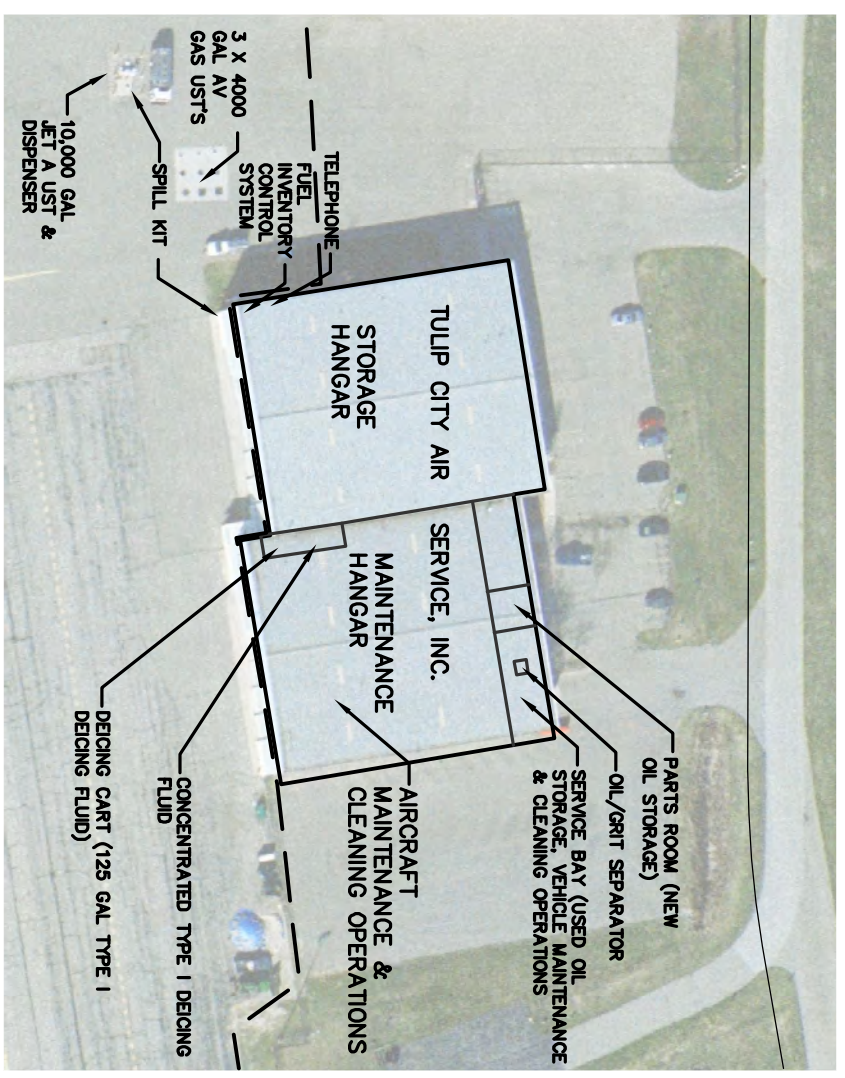 3 X 4000
GAL AV
GAS UST'S
10,000 GAL
JET A UST &
DISPENSER
SPILL KIT
TELEPHONE
FUEL
INVENTORY
CONTROL
SYSTEM
TULIP CITY AIR SERVICE, INC.
STORAGE
HANGAR
MAINTENANCE
HANGAR
PARTS ROOM (NEW
OIL STORAGE)
OIL/GRIT SEPARATOR
SERVICE BAY (USED OIL
STORAGE, VEHICLE MAINTENANCE
& CLEANING OPERATIONS
AIRCRAFT
MAINTENANCE &
CLEANING OPERATIONS
CONCENTRATED TYPE I DEICING
FLUID
DEICING CART (125 GAL TYPE I
DEICING FLUID)